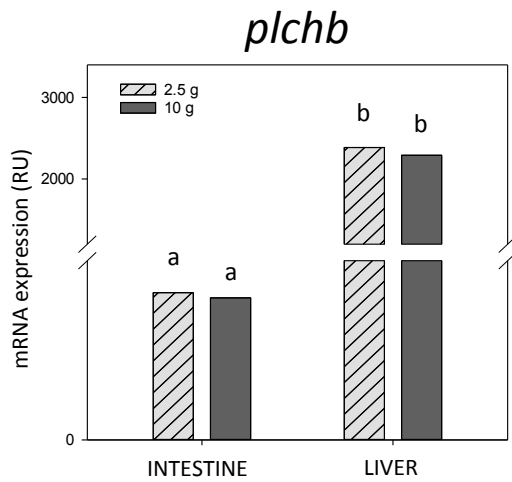 plchb
3000
2.5 g
10 g
b b
2000
mRNA expression (RU)
a a
0
INTESTINE LIVER